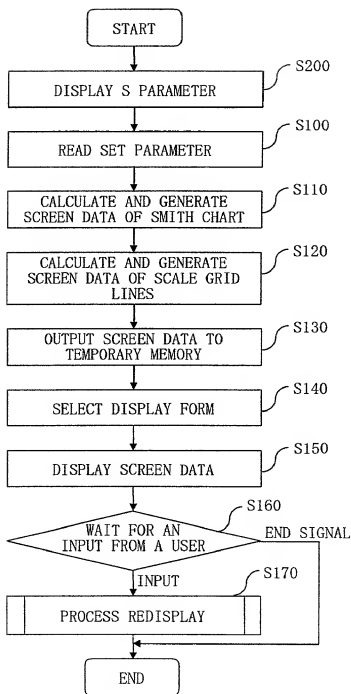 START
S200
DISPLAY S PARAMETER
S100
READ SET PARAMETER
S110
CALCULATE AND GENERATE
SCREEN DATA OF SMITH CHART
S120
CALCULATE AND GENERATE
SCREEN DATA OF SCALE GRID
LINES
S130
OUTPUT SCREEN DATA TO
TEMPORARY MEMORY
S140
SELECT DISPLAY FORM
S150
DISPLAY SCREEN DATA
S160
WAIT FOR AN
INPUT FROM A USER
END SIGNAL
INPUT
S170
PROCESS REDISPLAY
END